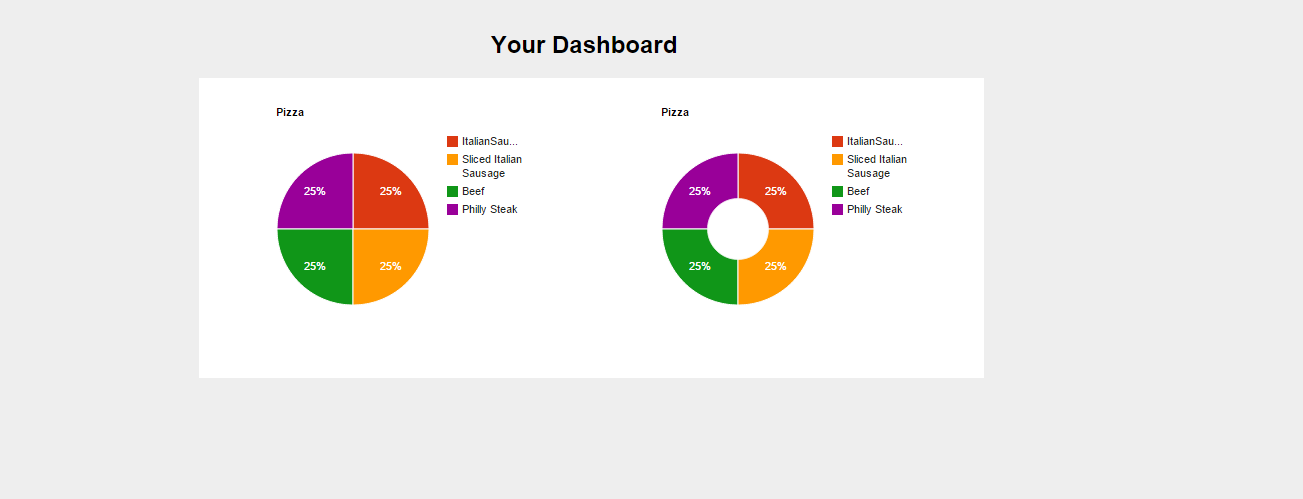 Your Dashboard
Pizza
25%
25%
25%
25%
ItalianSau...
Sliced Italian
Sausage
Beef
Philly Steak
Pizza
25%
25%
25%
25%
ItalianSau...
Sliced Italian
Sausage
Beef
Philly Steak